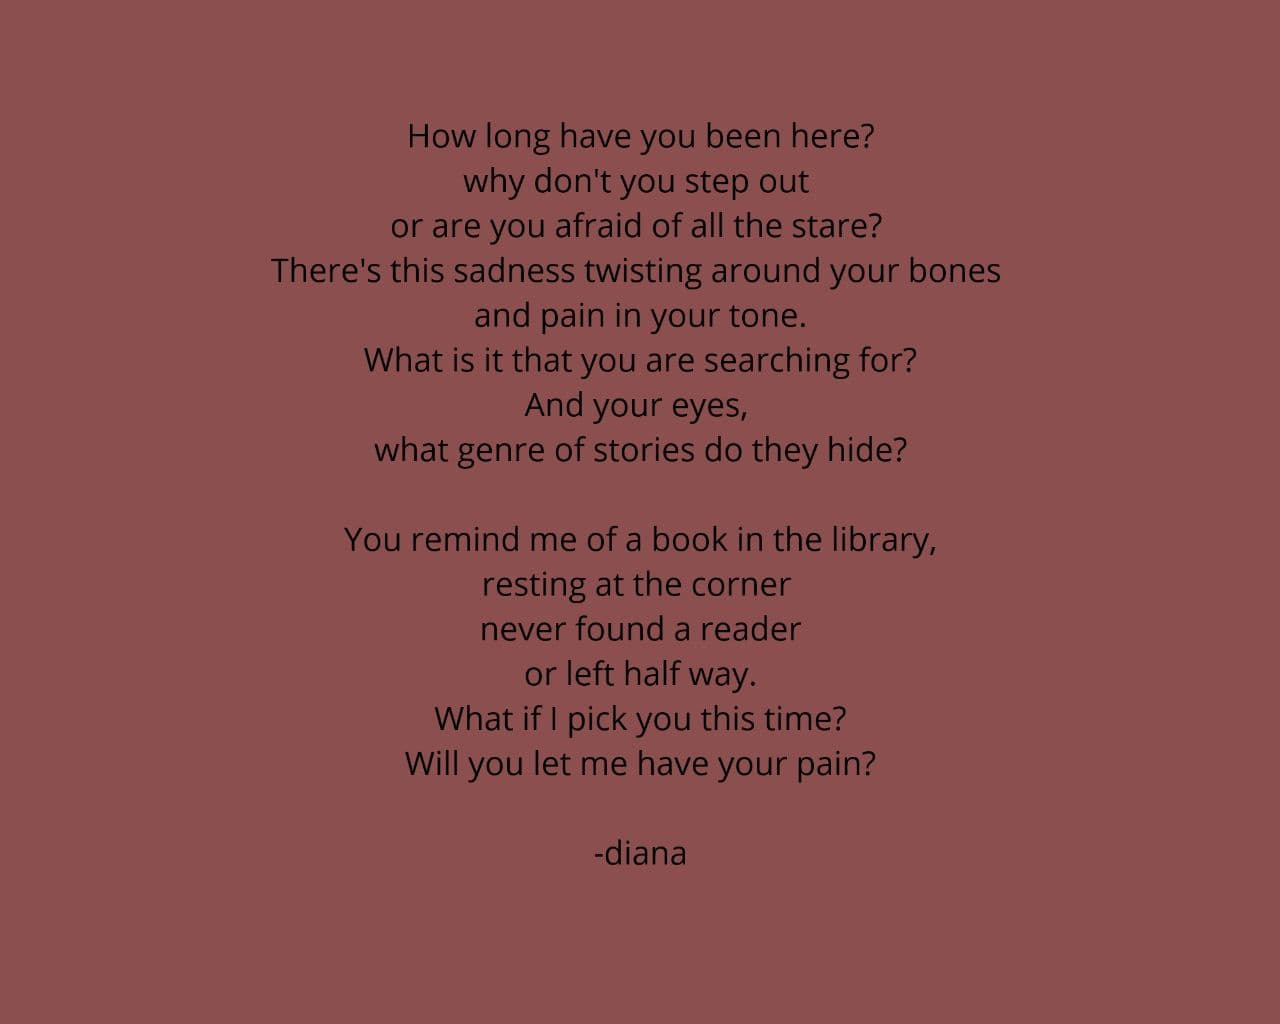 How long have you been here?
why don't you step out
or are you afraid of all the stare?
There's this sadness twisting around your bones
and pain in your tone.
What is it that you are searching for?
And your eyes,
what genre of stories do they hide?
You remind me of a book in the library,
resting at the corner
never found a reader
or left half way.
What if I pick you this time?
Will you let me have your pain?
-diana